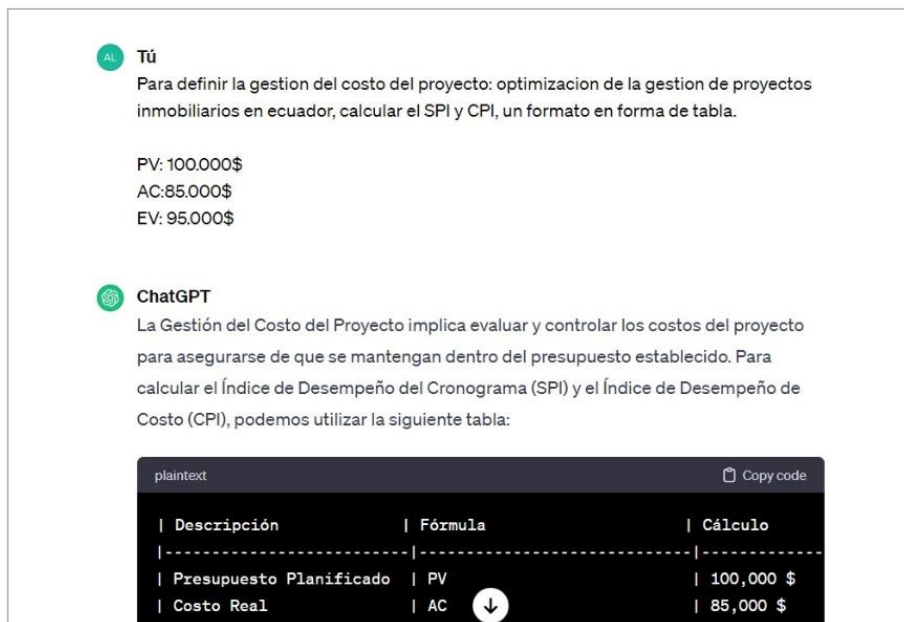 AL Tú
Para definir la gestion del costo del proyecto: optimizacion de la gestion de proyectos
inmobiliarios en ecuador, calcular el SPI y CPI, un formato en forma de tabla.
PV: 100.000$
AC:85.000$
EV: 95.000$
ChatGPT
La Gestión del Costo del Proyecto implica evaluar y controlar los costos del proyecto
para asegurarse de que se mantengan dentro del presupuesto establecido. Para
calcular el Índice de Desempeño del Cronograma (SPI) y el Índice de Desempeño de
Costo (CPI), podemos utilizar la siguiente tabla:
plaintext Copy code
| Descripción | Fórmula | Cálculo
|--------------------------|-----------------------------|-------------
| Presupuesto Planificado | PV | 100,000 $
| Costo Real | AC | 85,000 $